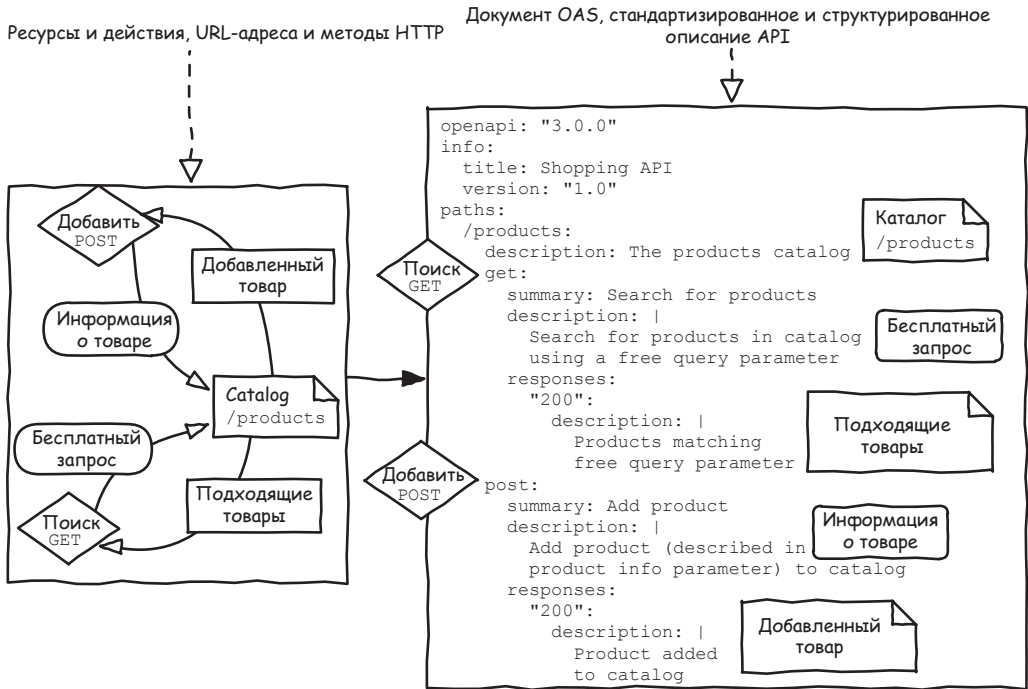 Ресурсы и действия, URL-адреса и методы HTTP
Документ OAS, стандартизированное и структурированное
описание API
Добавить
POST
Добавленный
товар
Информация
о товаре
Catalog
/products
Бесплатный
запрос
Подходящие
товары
Поиск
GET
openapi: "3.0.0"
info:
title: Shopping API
version: "1.0"
paths:
/products:
description: The products catalog
Каталог
/products
Поиск
GET
get:
summary: Search for products
description: |
Search for products in catalog
using a free query parameter
Бесплатный
запрос
responses:
"200":
description: |
Products matching
free query parameter
Подходящие
товары
Добавить
POST
post:
summary: Add product
description: |
Add product (described in
product info parameter) to catalog
Информация
о товаре
responses:
"200":
description: |
Product added
to catalog
Добавленный
товар